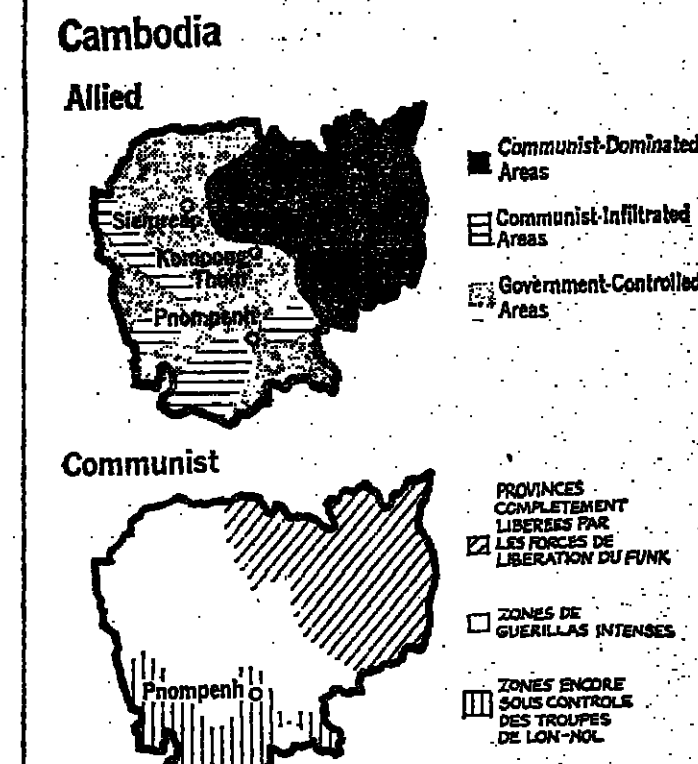 Cambodia
Allied
Communist-Dominated
Areas
Communist-Infiltrated
Areas
Government-Controlled
Areas
Siemreap
Kompong
Thom
Pnompenh
Communist
PROVINCES
COMPLETEMENT
LIBEREES PAR
LES FORCES DE
LIBERATION DU FUNK
ZONES DE
GUERILLAS INTENSES
ZONES ENCORE
SOUS CONTROLE
DES TROUPES
DE LON-NOL
Pnompenh